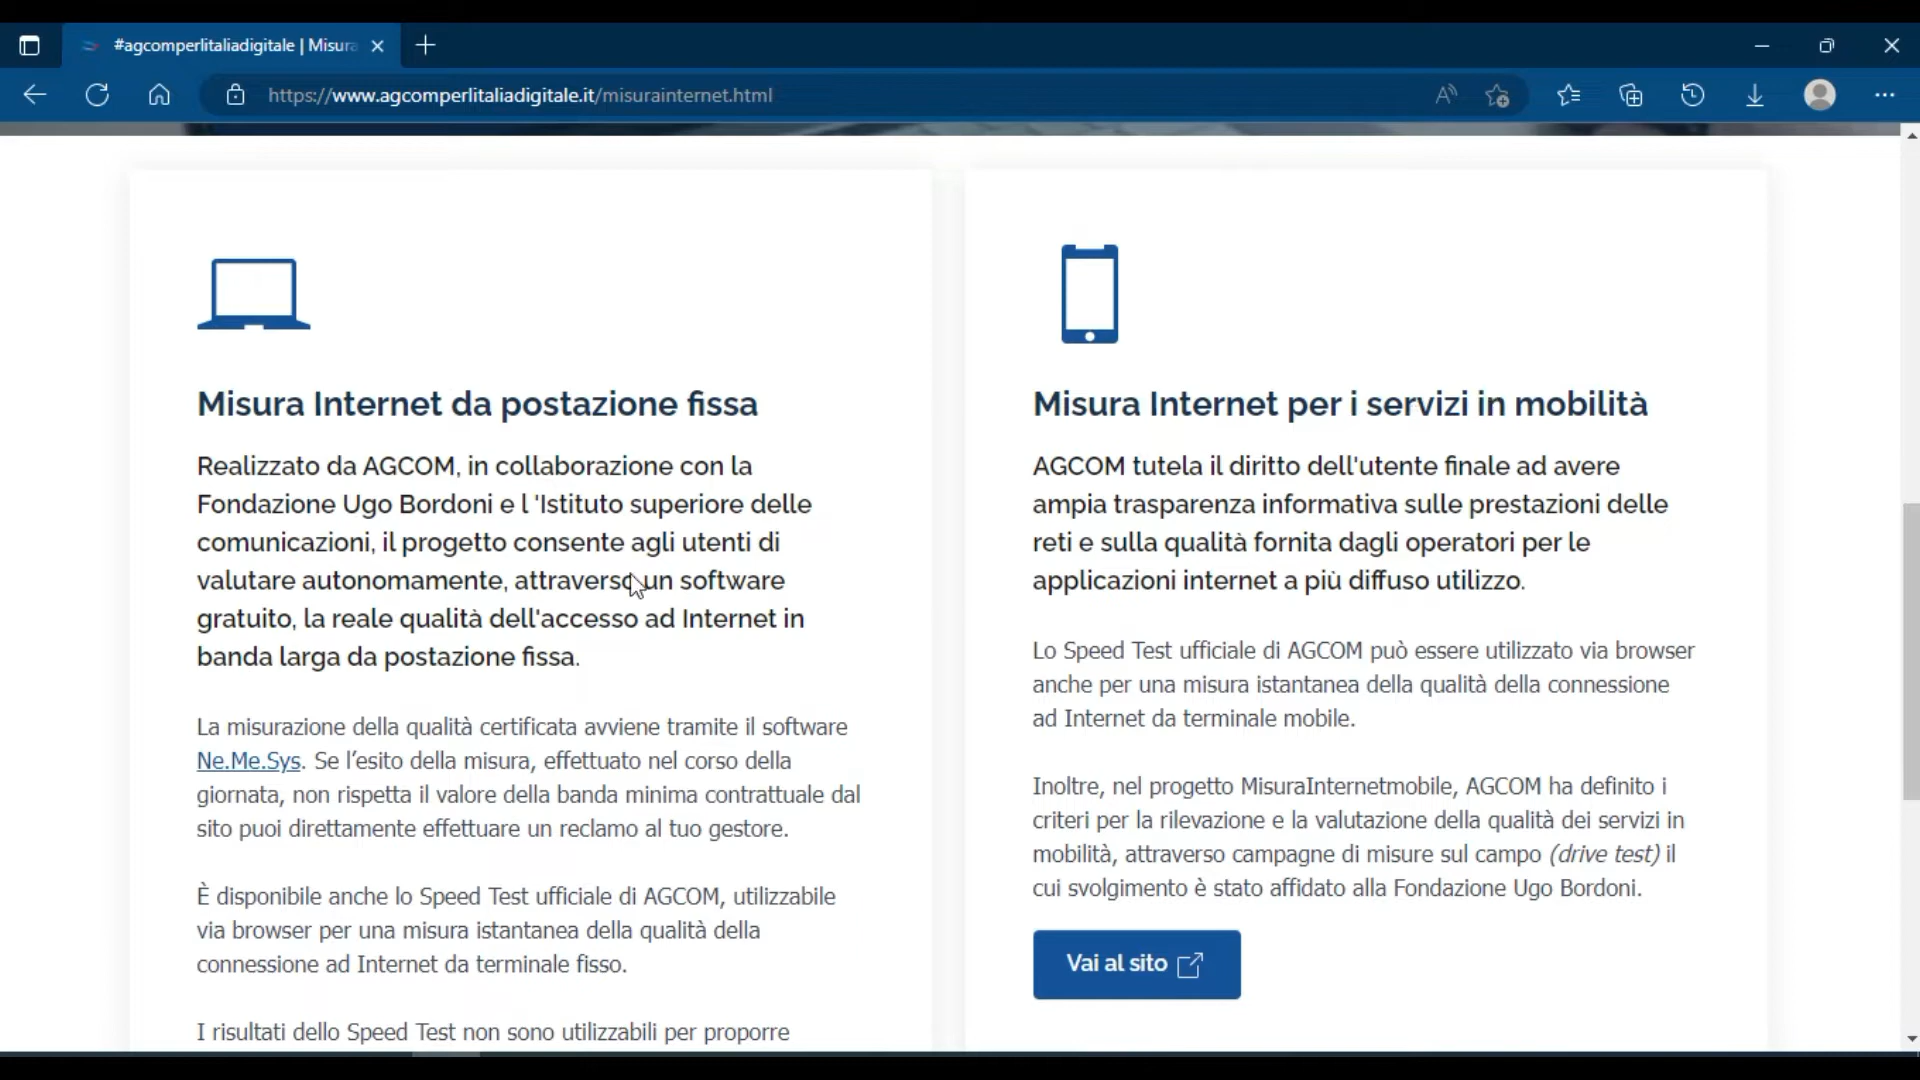 #agcomperlitaliadigitale | Misura
https://www.agcomperlitaliadigitale.it/misurainternet.html
Misura Internet da postazione fissa
Realizzato da AGCOM, in collaborazione con la
Fondazione Ugo Bordoni e l 'Istituto superiore delle
comunicazioni, il progetto consente agli utenti di
valutare autonomamente, attraverso un software
gratuito, la reale qualità dell'accesso ad Internet in
banda larga da postazione fissa.
La misurazione della qualità certificata avviene tramite il software
Ne.Me.Sys. Se l’esito della misura, effettuato nel corso della
giornata, non rispetta il valore della banda minima contrattuale dal
sito puoi direttamente effettuare un reclamo al tuo gestore.
È disponibile anche lo Speed Test ufficiale di AGCOM, utilizzabile
via browser per una misura istantanea della qualità della
connessione ad Internet da terminale fisso.
I risultati dello Speed Test non sono utilizzabili per proporre
Misura Internet per i servizi in mobilità
AGCOM tutela il diritto dell'utente finale ad avere
ampia trasparenza informativa sulle prestazioni delle
reti e sulla qualità fornita dagli operatori per le
applicazioni internet a più diffuso utilizzo.
Lo Speed Test ufficiale di AGCOM può essere utilizzato via browser
anche per una misura istantanea della qualità della connessione
ad Internet da terminale mobile.
Inoltre, nel progetto MisuraInternetmobile, AGCOM ha definito i
criteri per la rilevazione e la valutazione della qualità dei servizi in
mobilità, attraverso campagne di misure sul campo (drive test) il
cui svolgimento è stato affidato alla Fondazione Ugo Bordoni.
Vai al sito